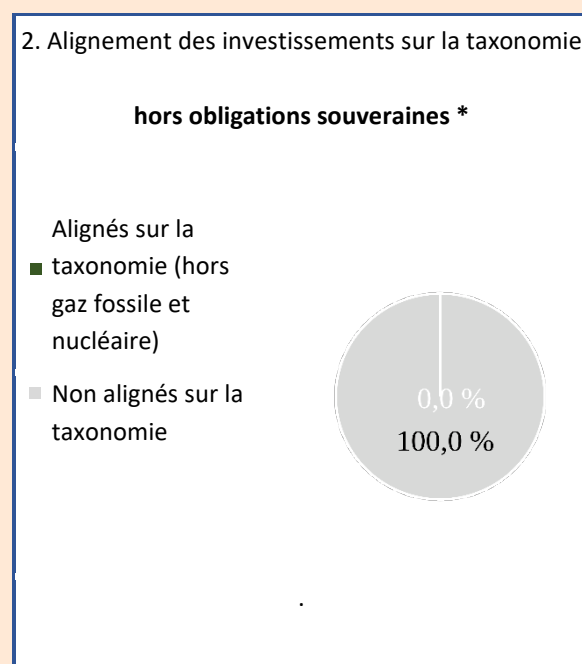 2. Alignement des investissements sur la taxonomie
hors obligations souveraines *
Alignés sur la
taxonomie (hors
gaz fossile et
nucléaire)
Non alignés sur la
taxonomie
0,0 %
100,0 %
.